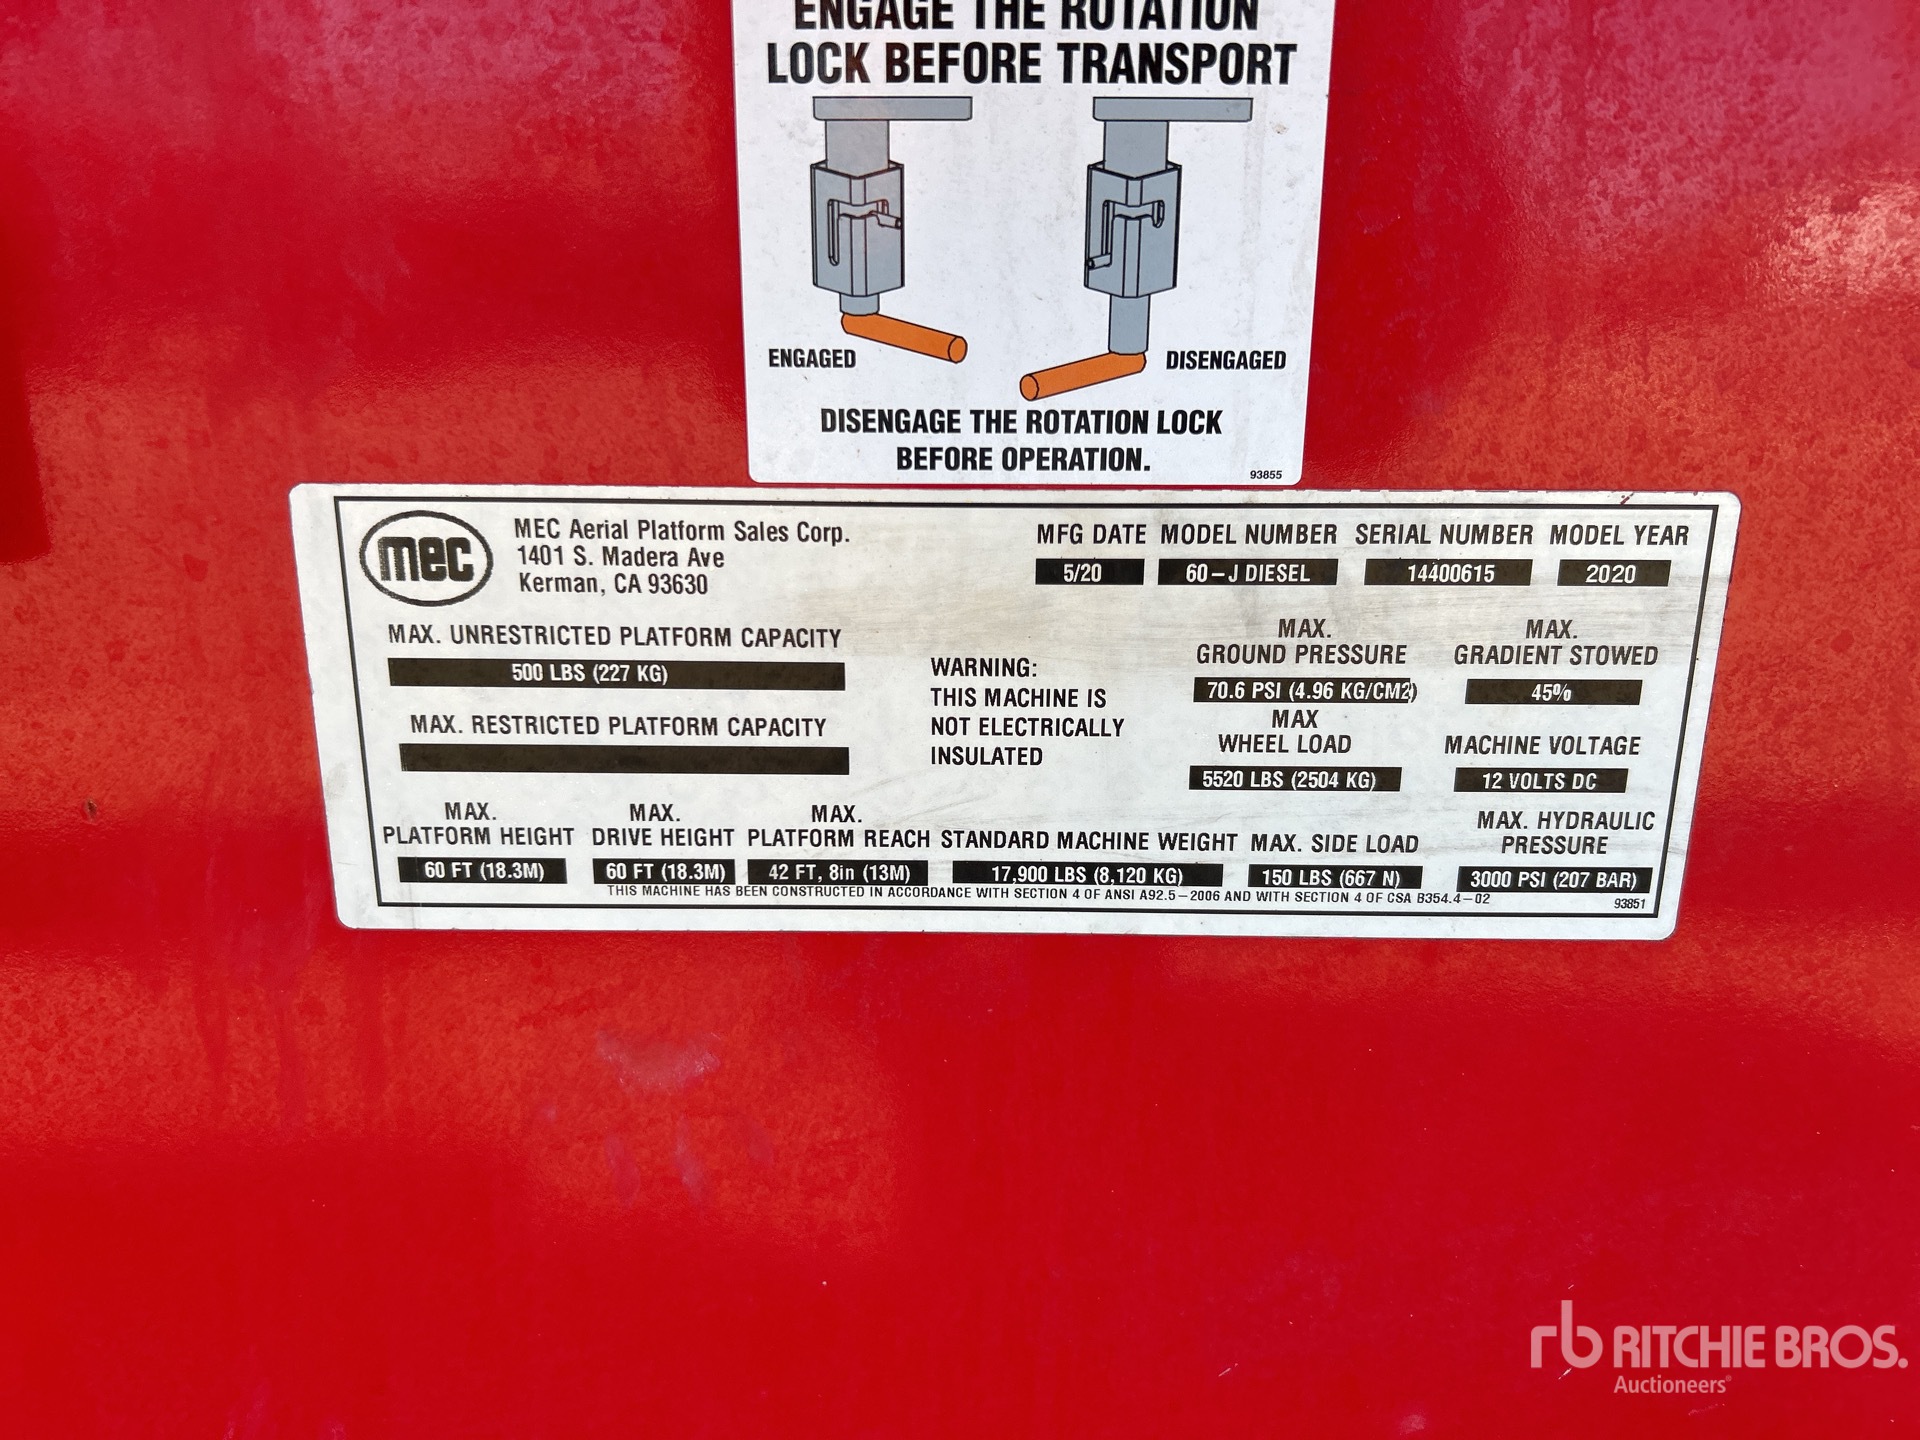 ENGAGE THE ROTATION
LOCK BEFORE TRANSPORT
ENGAGED
DISENGAGED
DISENGAGE THE ROTATION LOCK
BEFORE OPERATION.
93855
mec
MEC Aerial Platform Sales Corp.
1401 S. Madera Ave
Kerman, CA 93630
MFG DATE
5/20
MODEL NUMBER
60-J DIESEL
SERIAL NUMBER
14400615
MODEL YEAR
2020
MAX. UNRESTRICTED PLATFORM CAPACITY
500 LBS (227 KG)
MAX. RESTRICTED PLATFORM CAPACITY
WARNING:
THIS MACHINE IS
NOT ELECTRICALLY
INSULATED
MAX.
GROUND PRESSURE
70.6 PSI (4.96 KG/CM2)
MAX
WHEEL LOAD
5520 LBS (2504 KG)
MAX.
GRADIENT STOWED
45%
MACHINE VOLTAGE
12 VOLTS DC
MAX.
PLATFORM HEIGHT
60 FT (18.3M)
MAX.
DRIVE HEIGHT
60 FT (18.3M)
MAX.
PLATFORM REACH
42 FT, 8in (13M)
STANDARD MACHINE WEIGHT
17,900 LBS (8,120 KG)
MAX. SIDE LOAD
150 LBS (667 N)
MAX. HYDRAULIC
PRESSURE
3000 PSI (207 BAR)
THIS MACHINE HAS BEEN CONSTRUCTED IN ACCORDANCE WITH SECTION 4 OF ANSI A92.5-2006 AND WITH SECTION 4 OF CSA B354.4-02
93851
rb RITCHIE BROS.
Auctioneers